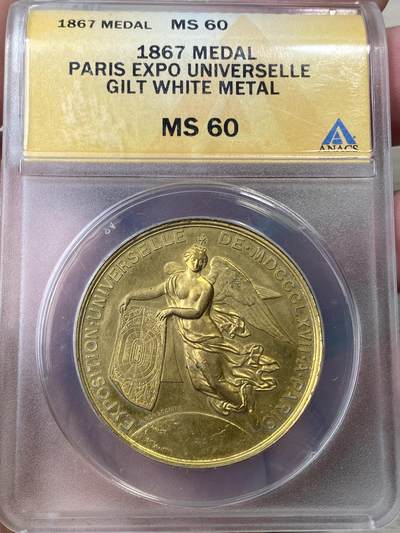 1867 MEDAL MS 60
1867 MEDAL
PARIS EXPO UNIVERSELLE
GILT WHITE METAL
MS 60
ANACS
EXPOSITION·UNIVERSELLE DE·MDCCCLXVII·A·PARIS